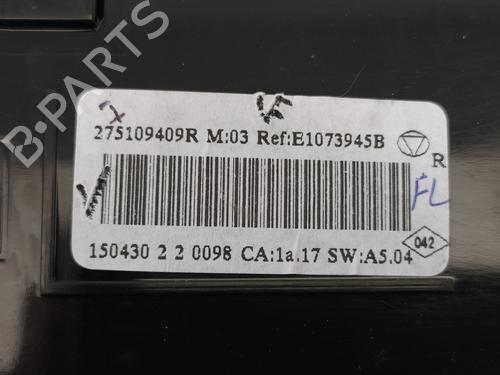 275109409R M:03 Ref:E1073945B
R
FL
150430 2 2 0098 CA:1a.17 SW:A5.04
042
B-PARTS